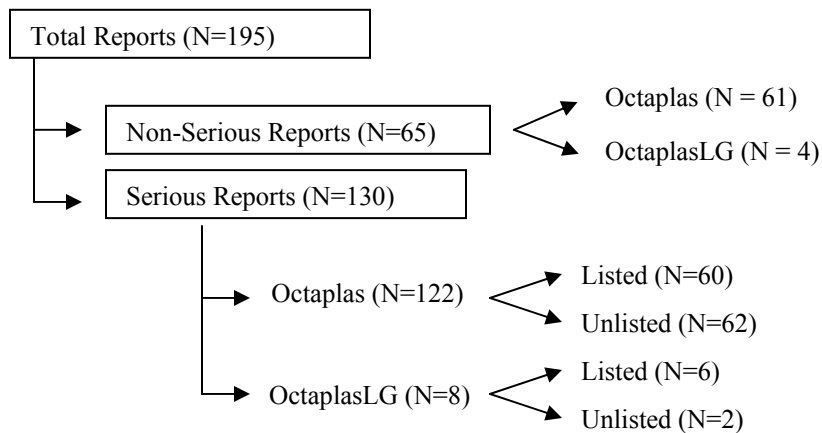 Total Reports (N=195)
Non-Serious Reports (N=65)
Octaplas (N = 61)
OctaplasLG (N = 4)
Serious Reports (N=130)
Octaplas (N=122)
Listed (N=60)
Unlisted (N=62)
OctaplasLG (N=8)
Listed (N=6)
Unlisted (N=2)